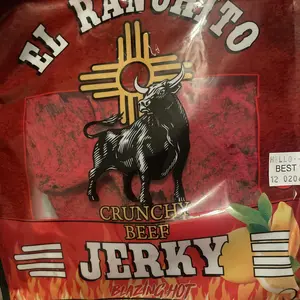 EL RANCHITO
CRUNCHY
BEEF
JERKY
BLAZING HOT
BEST